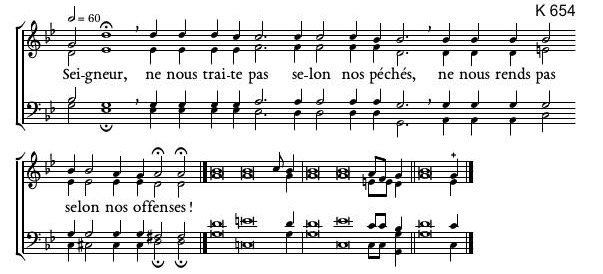 K 654
𝅗𝅥 = 60
Sei-gneur, ne nous trai-te pas se-lon nos péchés, ne nous rends pas
selon nos offenses !